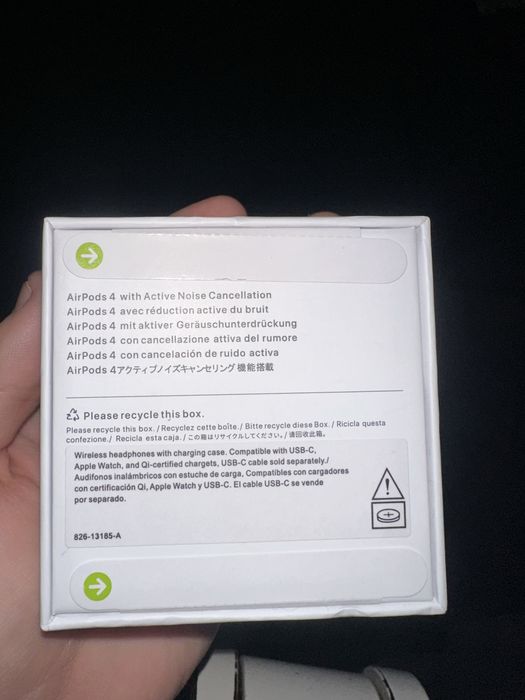 AirPods 4 with Active Noise Cancellation
AirPods 4 avec réduction active du bruit
AirPods 4 mit aktiver Geräuschunterdrückung
AirPods 4 con cancellazione attiva del rumore
AirPods 4 con cancelación de ruido activa
AirPods 4アクティブノイズキャンセリング 機能搭載
Please recycle this box.
Please recycle this box. / Recyclez cette boîte. / Bitte recycle diese Box. / Ricicla questa
confezione. / Recicla esta caja. / この箱はリサイクルしてください。/ 请回收此箱。
Wireless headphones with charging case. Compatible with USB-C,
Apple Watch, and Qi-certified chargets, USB-C cable sold separately./
Audifonos inalámbricos con estuche de carga, Compatibles con cargadores
con certificación Qi, Apple Watch y USB-C. El cable USB-C se vende
por separado.
826-13185-A